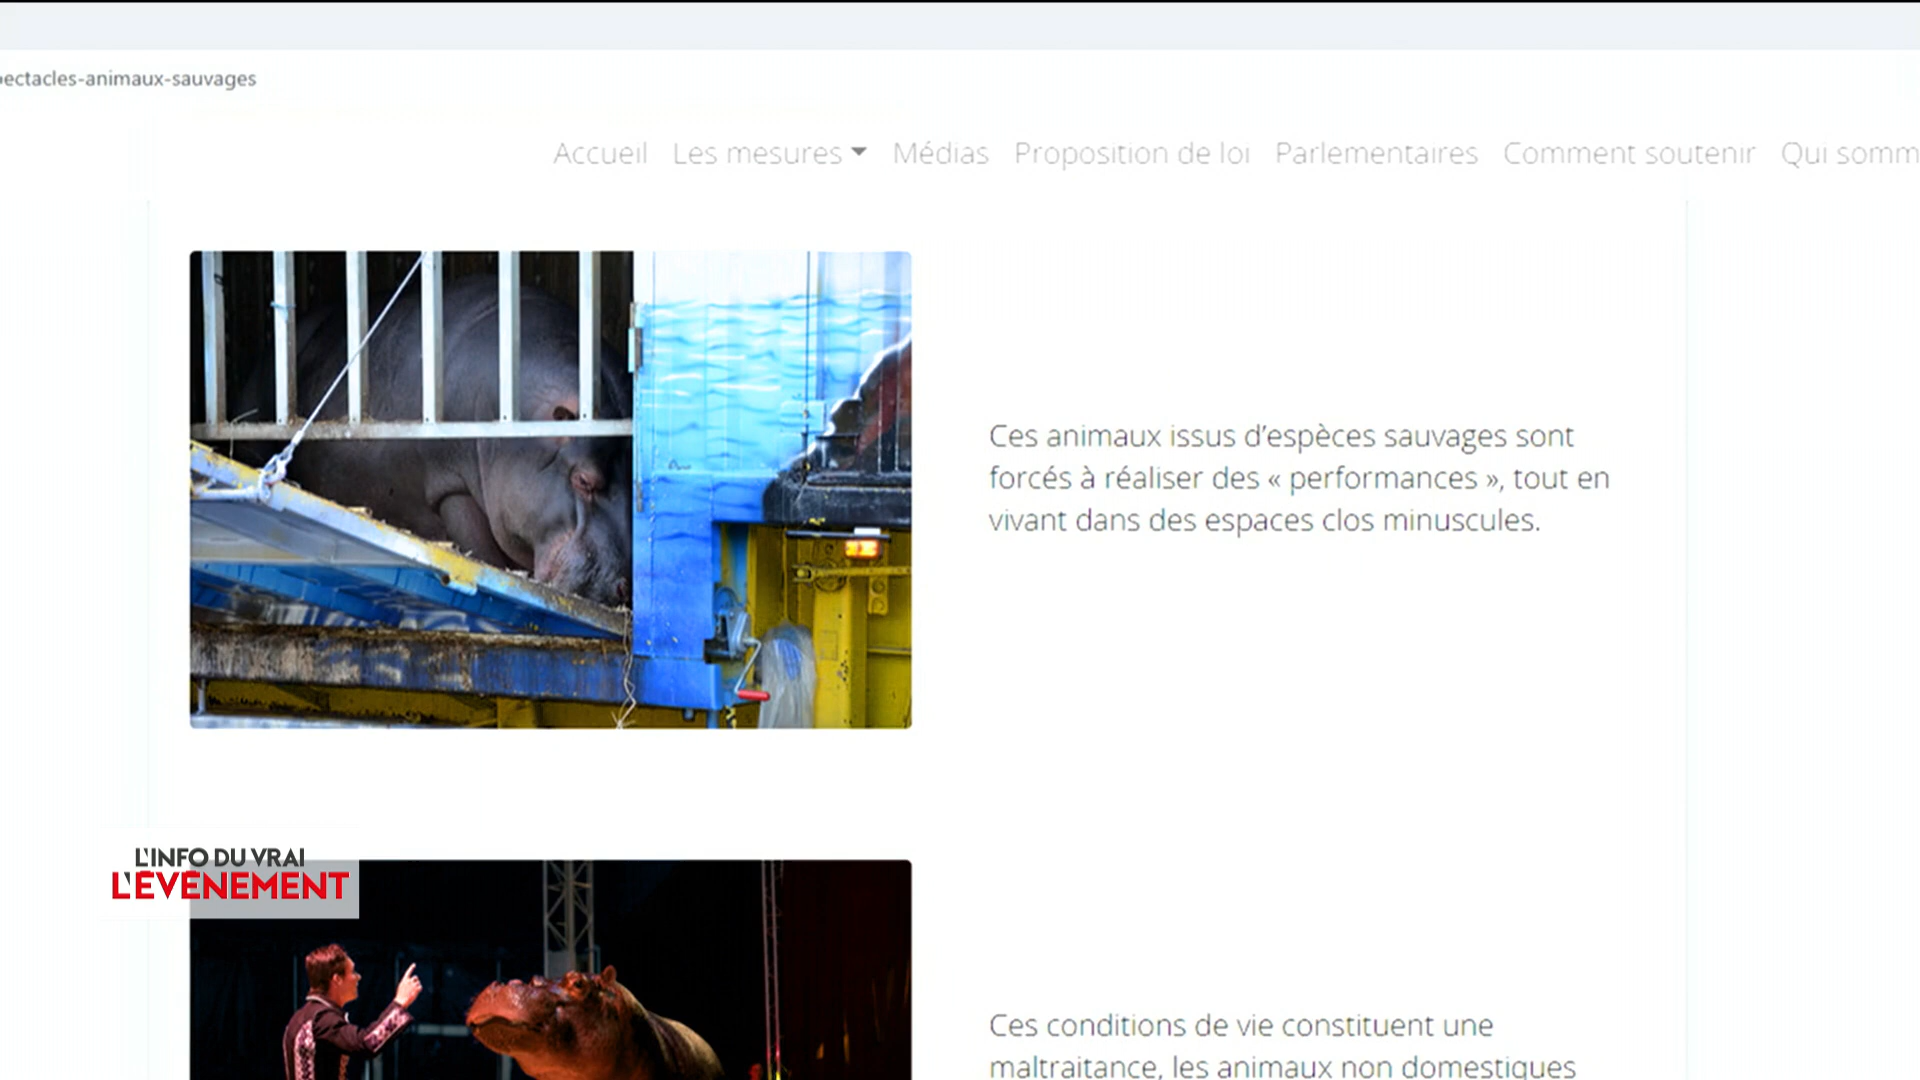 pectacles-animaux-sauvages
Accueil Les mesures Médias Proposition de loi Parlementaires Comment soutenir Qui somm
Ces animaux issus d’espèces sauvages sont
forcés à réaliser des « performances », tout en
vivant dans des espaces clos minuscules.
L'INFO DU VRAI
L'ÉVÉNEMENT
Ces conditions de vie constituent une
maltraitance, les animaux non domestiques